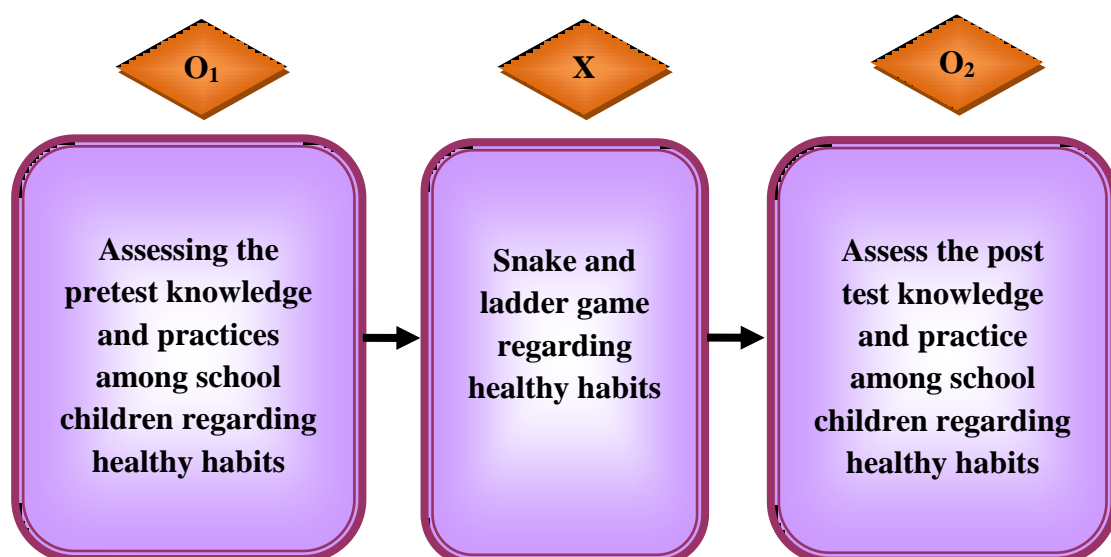 O₁
X
O₂
Assessing the
pretest knowledge
and practices
among school
children regarding
healthy habits
Snake and
ladder game
regarding
healthy habits
Assess the post
test knowledge
and practice
among school
children regarding
healthy habits